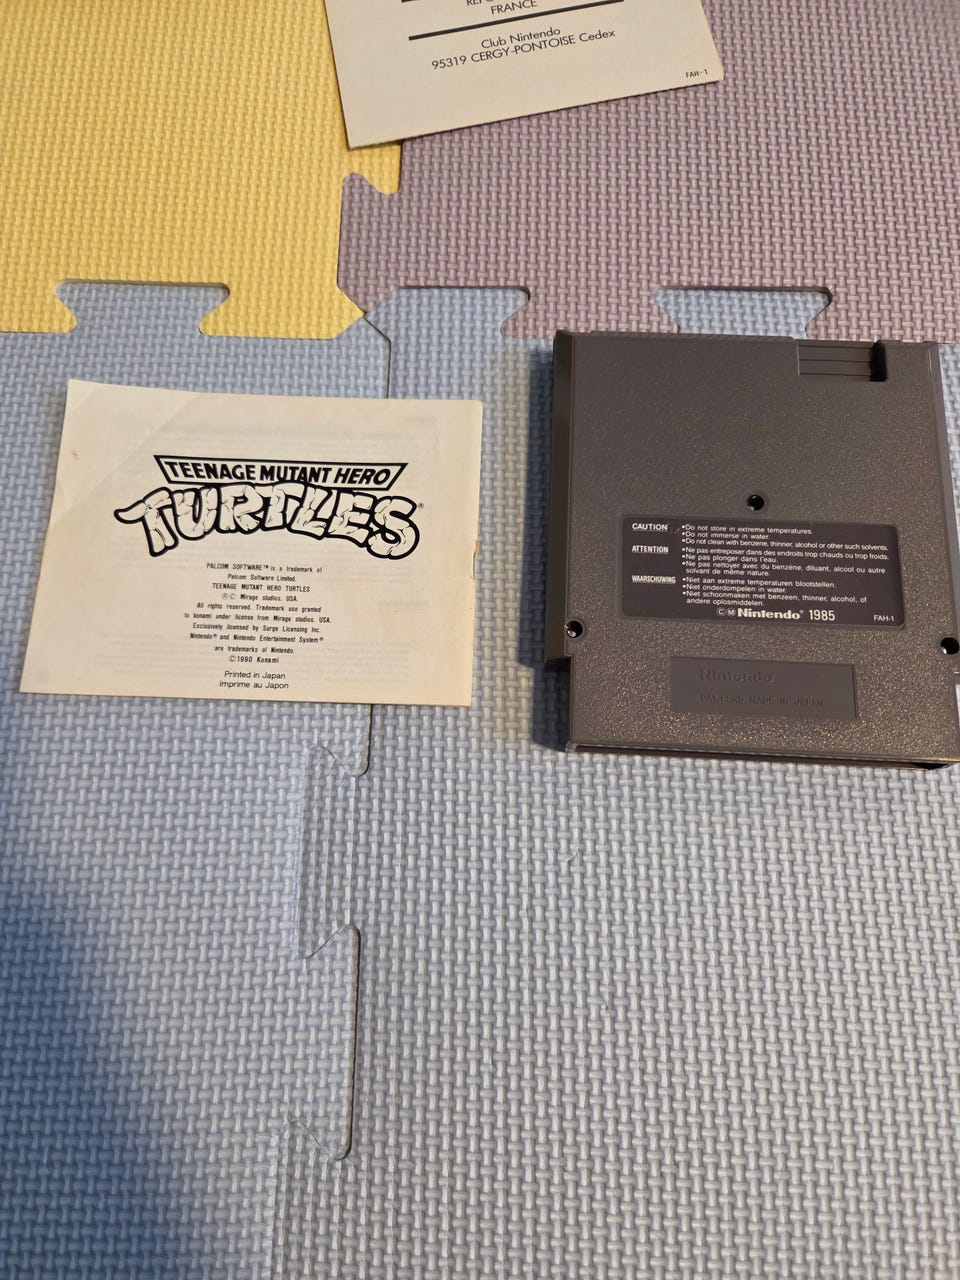 FRANCE
Club Nintendo
95319 CERGY-PONTOISE Cedex
FAH-1
TEENAGE MUTANT HERO
TURTLES®
PALCOM SOFTWARE™ is a trademark of
Palcom Software Limited.
TEENAGE MUTANT HERO TURTLES
®© Mirage studios, USA.
All rights reserved. Trademark use granted
to konami under license from Mirage studios. USA.
Exclusively licensed by Surge Licensing Inc.
Nintendo® and Nintendo Entertainment System®
are trademarks of Nintendo.
©1990 Konami
Printed in Japan
Imprime au Japon
CAUTION •Do not store in extreme temperatures.
•Do not immerse in water.
•Do not clean with benzene, thinner, alcohol or other such solvents.
ATTENTION •Ne pas entreposer dans des endroits trop chauds ou trop froids.
•Ne pas plonger dans l'eau.
•Ne pas nettoyer avec du benzène, diluant, alcool ou autre
solvant de même nature.
WAARSCHUWING •Niet aan extreme temperaturen blootstellen.
•Niet onderdompelen in water.
•Niet schoonmaken met benzeen, thinner, alcohol, of
andere oplosmiddelen.
©Ⓜ Nintendo® 1985 FAH-1
Nintendo®
PAT.PEND. MADE IN JAPAN